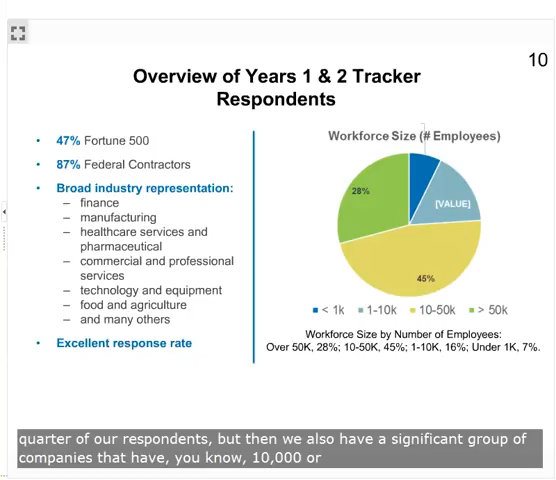 10
Overview of Years 1 & 2 Tracker
Respondents
• 47% Fortune 500
• 87% Federal Contractors
• Broad industry representation:
– finance
– manufacturing
– healthcare services and
pharmaceutical
– commercial and professional
services
– technology and equipment
– food and agriculture
– and many others
• Excellent response rate
Workforce Size (# Employees)
28%
[VALUE]
45%
< 1k 1-10k 10-50k > 50k
Workforce Size by Number of Employees:
Over 50K, 28%; 10-50K, 45%; 1-10K, 16%; Under 1K, 7%.
quarter of our respondents, but then we also have a significant group of
companies that have, you know, 10,000 or